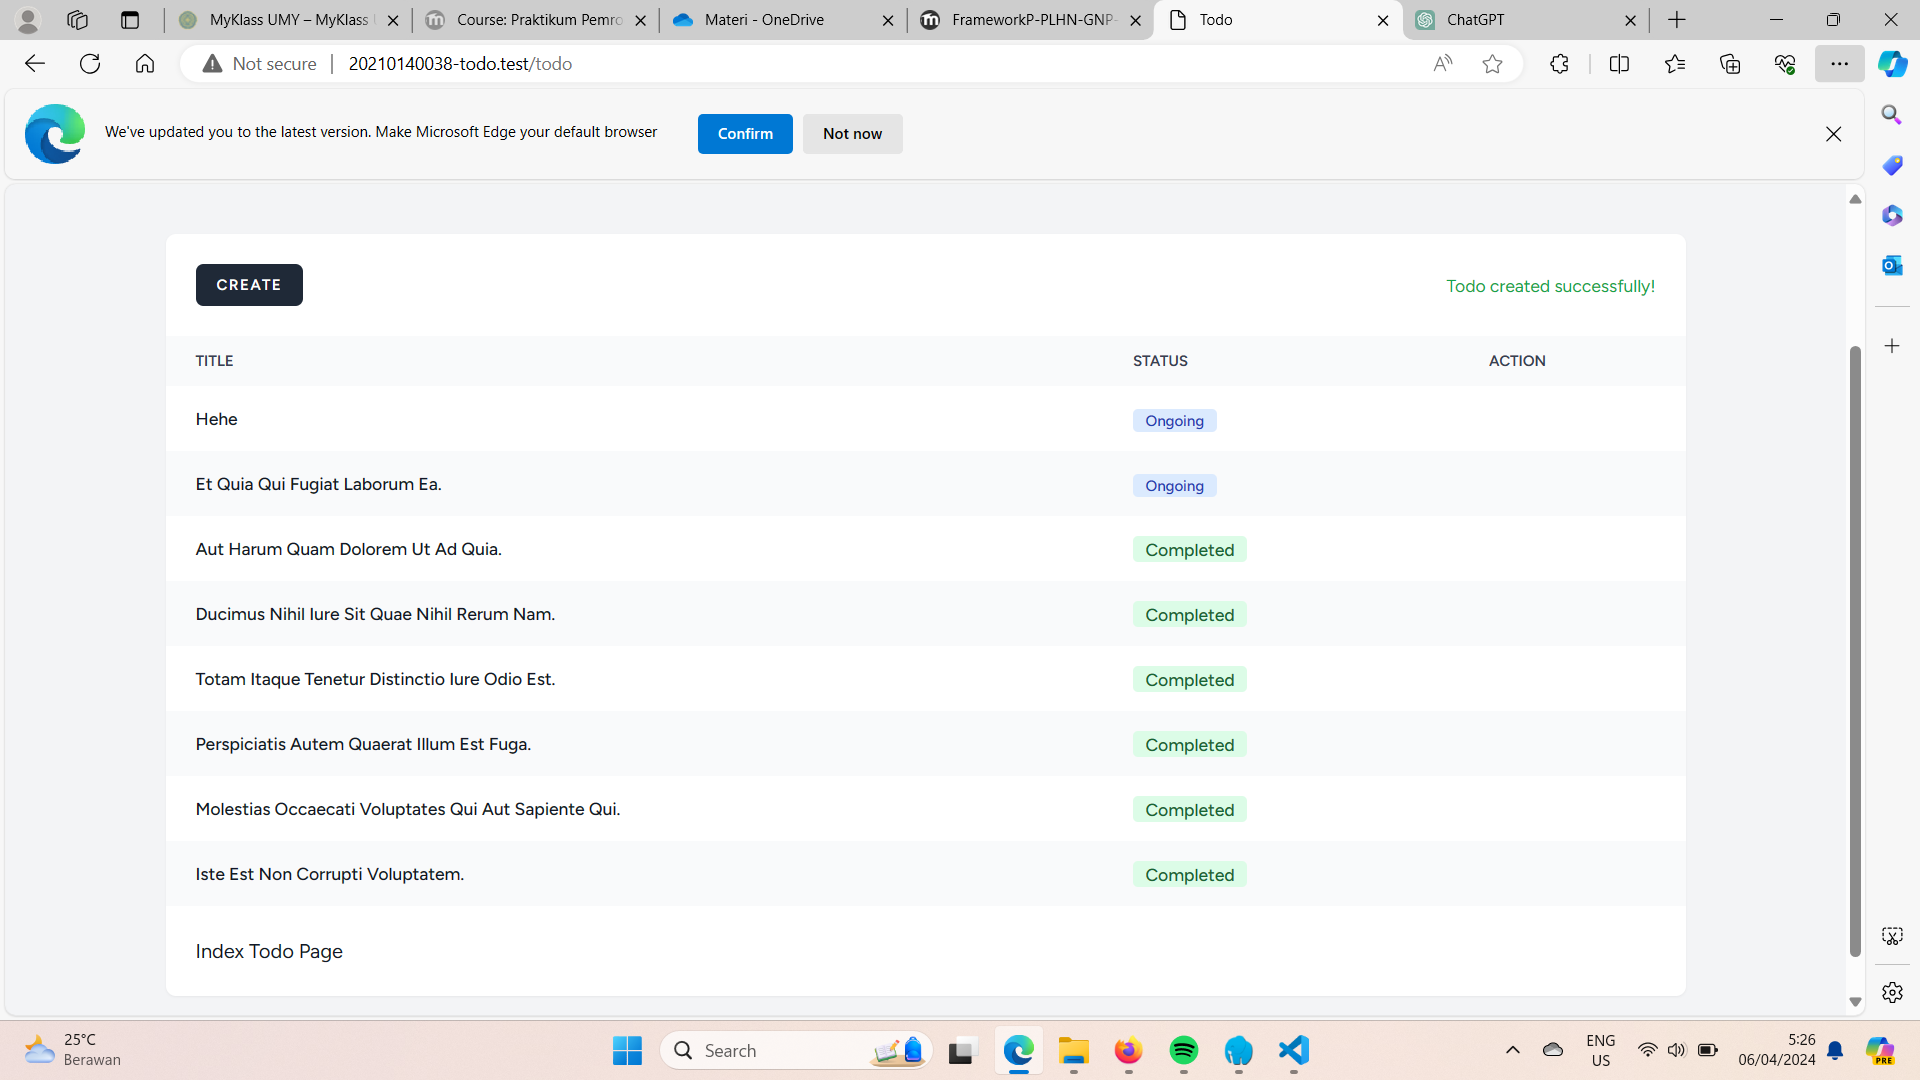 MyKlass UMY – MyKlass
Course: Praktikum Pemro
Materi - OneDrive
FrameworkP-PLHN-GNP-
Todo
ChatGPT
Not secure
20210140038-todo.test/todo
We've updated you to the latest version. Make Microsoft Edge your default browser
Confirm
Not now
CREATE
Todo created successfully!
TITLE STATUS ACTION
Hehe Ongoing
Et Quia Qui Fugiat Laborum Ea. Ongoing
Aut Harum Quam Dolorem Ut Ad Quia. Completed
Ducimus Nihil Iure Sit Quae Nihil Rerum Nam. Completed
Totam Itaque Tenetur Distinctio Iure Odio Est. Completed
Perspiciatis Autem Quaerat Illum Est Fuga. Completed
Molestias Occaecati Voluptates Qui Aut Sapiente Qui. Completed
Iste Est Non Corrupti Voluptatem. Completed
Index Todo Page
25°C
Berawan
Search
ENG
US
5:26
06/04/2024
PRE